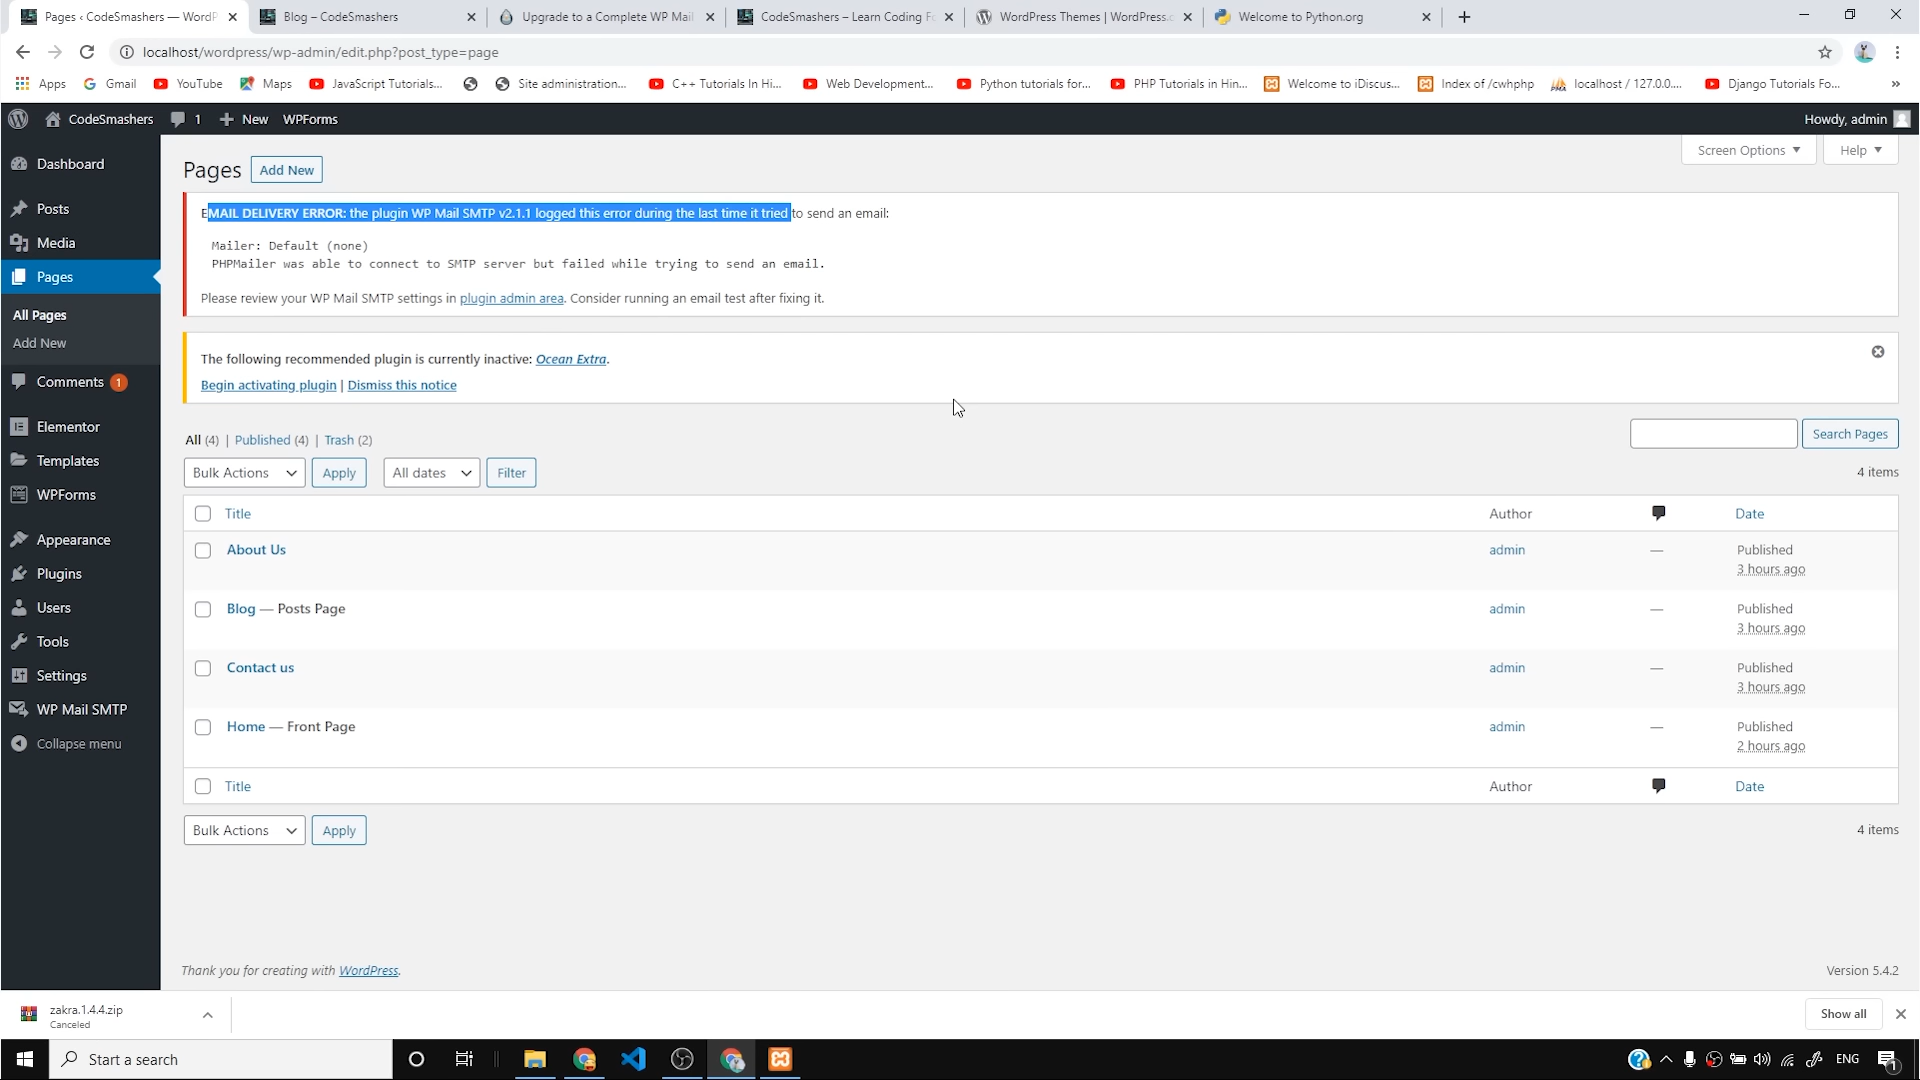 Pages ‹ CodeSmashers — WordP
Blog – CodeSmashers
Upgrade to a Complete WP Mail
CodeSmashers – Learn Coding F
WordPress Themes | WordPress.c
Welcome to Python.org
localhost/wordpress/wp-admin/edit.php?post_type=page
Apps
Gmail
YouTube
Maps
JavaScript Tutorials...
Site administration...
C++ Tutorials In Hi...
Web Development...
Python tutorials for...
PHP Tutorials in Hin...
Welcome to iDiscus...
Index of /cwhphp
localhost / 127.0.0....
Django Tutorials Fo...
»
CodeSmashers
1
New
WPForms
Howdy, admin
Dashboard
Posts
Media
Pages
All Pages
Add New
Comments 1
Elementor
Templates
WPForms
Appearance
Plugins
Users
Tools
Settings
WP Mail SMTP
Collapse menu
Screen Options
Help
Pages
Add New
EMAIL DELIVERY ERROR: the plugin WP Mail SMTP v2.1.1 logged this error during the last time it tried to send an email:
Mailer: Default (none)
PHPMailer was able to connect to SMTP server but failed while trying to send an email.
Please review your WP Mail SMTP settings in plugin admin area. Consider running an email test after fixing it.
The following recommended plugin is currently inactive: Ocean Extra.
Begin activating plugin | Dismiss this notice
All (4) | Published (4) | Trash (2)
Search Pages
Bulk Actions
Apply
All dates
Filter
4 items
Title
Author
Date
About Us
admin
—
Published
3 hours ago
Blog — Posts Page
admin
—
Published
3 hours ago
Contact us
admin
—
Published
3 hours ago
Home — Front Page
admin
—
Published
2 hours ago
Title
Author
Date
Bulk Actions
Apply
4 items
Thank you for creating with WordPress.
Version 5.4.2
zakra.1.4.4.zip
Canceled
Show all
Start a search
ENG
1